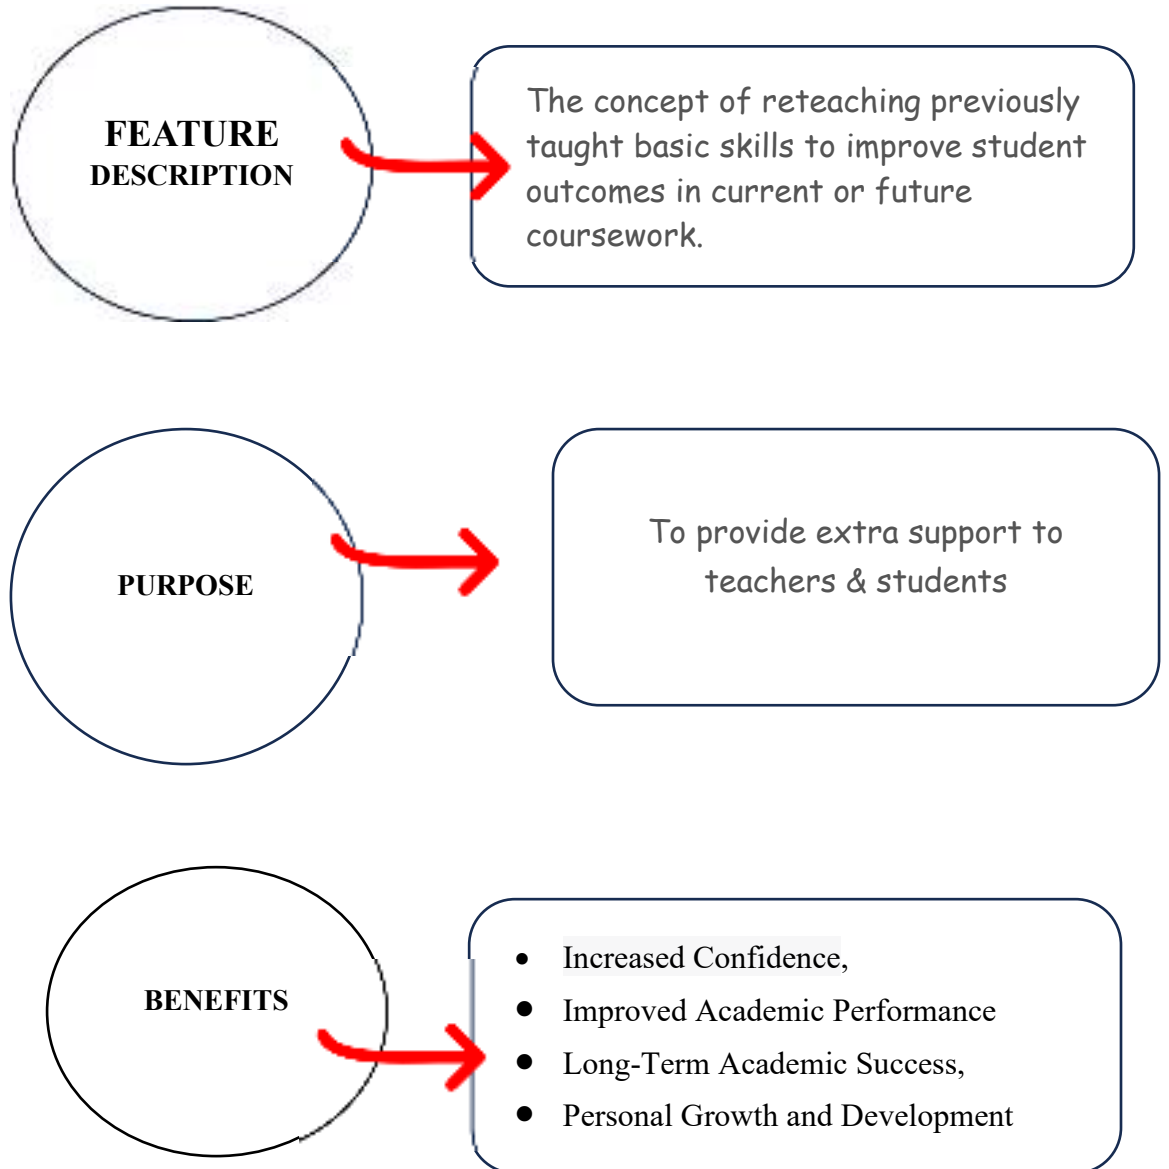 FEATURE
DESCRIPTION
The concept of reteaching previously
taught basic skills to improve student
outcomes in current or future
coursework.
PURPOSE
To provide extra support to
teachers & students
BENEFITS
• Increased Confidence,
• Improved Academic Performance
• Long-Term Academic Success,
• Personal Growth and Development